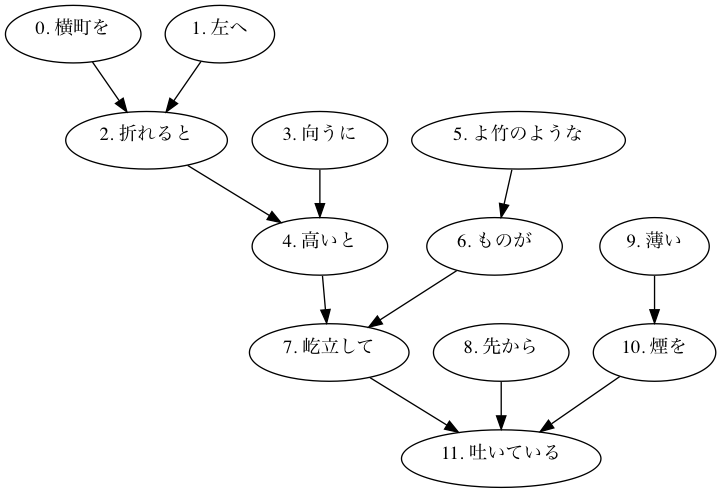 0. 横町を
1. 左へ
2. 折れると
3. 向うに
5. よ竹のような
4. 高いと
6. ものが
9. 薄い
7. 屹立して
8. 先から
10. 煙を
11. 吐いている